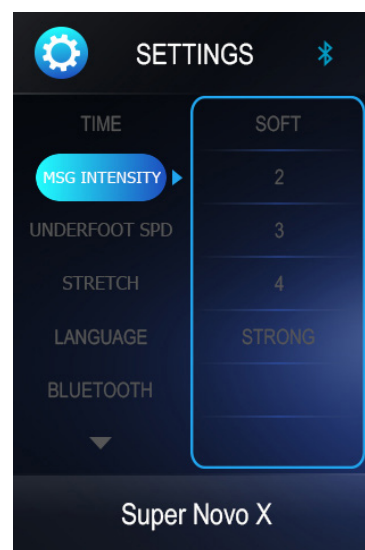 SETTINGS
TIME
MSG INTENSITY
UNDERFOOT SPD
STRETCH
LANGUAGE
BLUETOOTH
SOFT
2
3
4
STRONG
Super Novo X